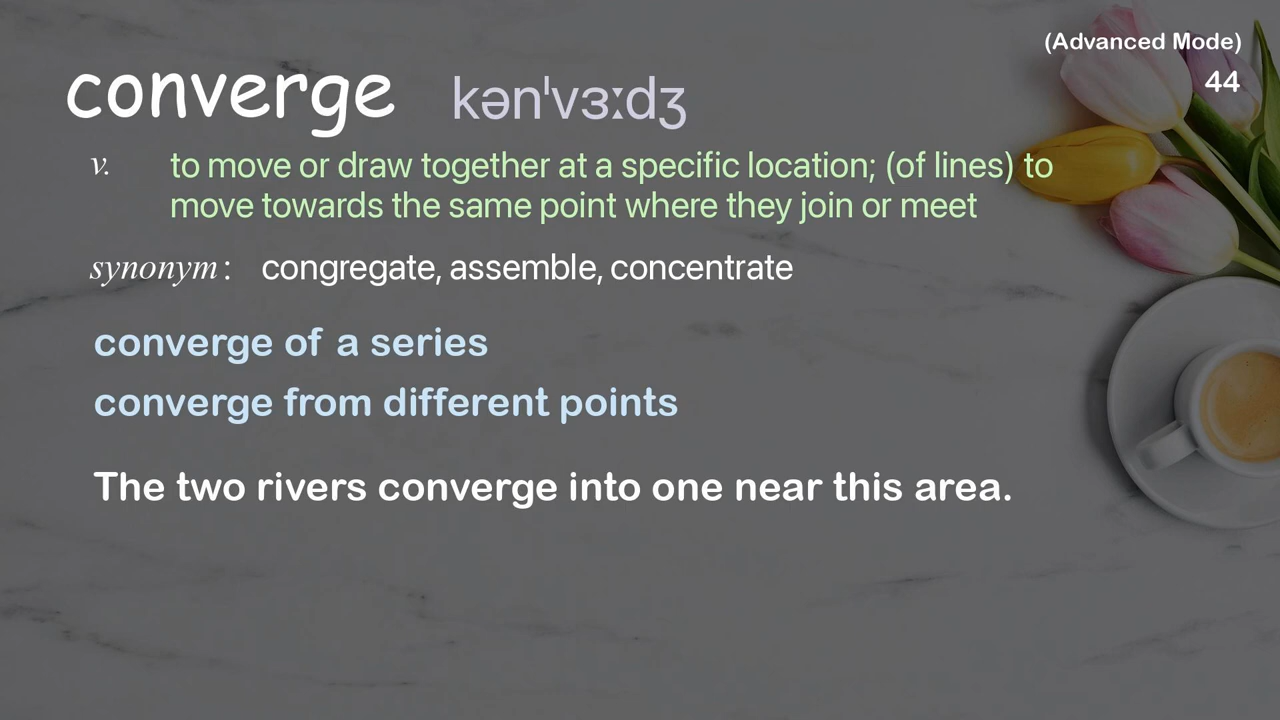 (Advanced Mode)
44
converge kənˈvɜːdʒ
v. to move or draw together at a specific location; (of lines) to
move towards the same point where they join or meet
synonym : congregate, assemble, concentrate
converge of a series
converge from different points
The two rivers converge into one near this area.